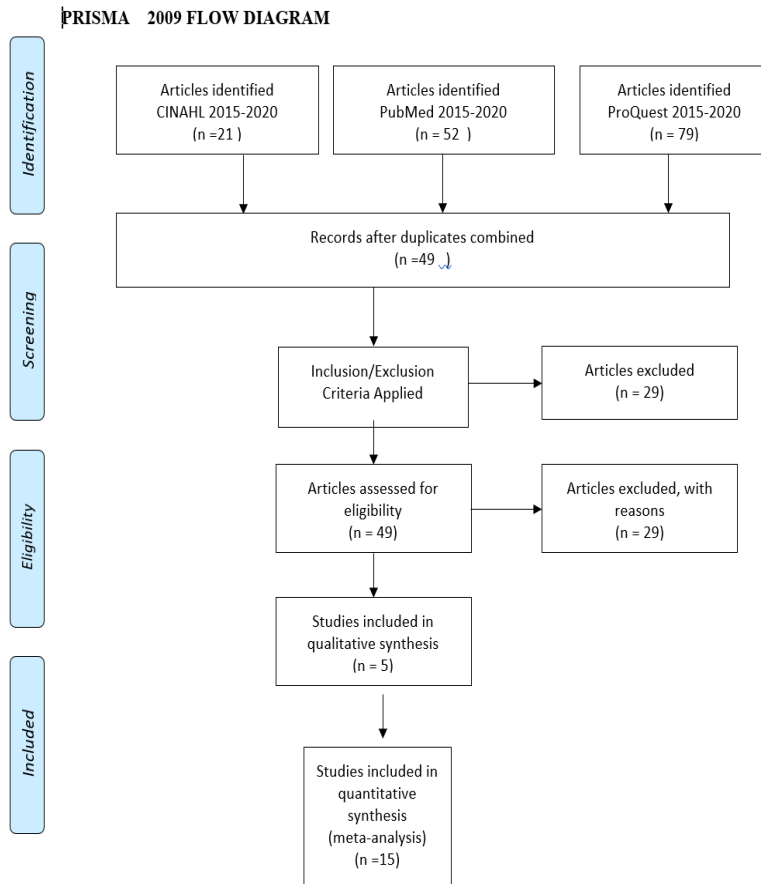 PRISMA 2009 FLOW DIAGRAM
Identification
Articles identified
CINAHL 2015-2020
(n =21 )
Articles identified
PubMed 2015-2020
(n = 52 )
Articles identified
ProQuest 2015-2020
(n = 79)
Records after duplicates combined
(n =49 )
Screening
Inclusion/Exclusion
Criteria Applied
Articles excluded
(n = 29)
Eligibility
Articles assessed for
eligibility
(n = 49)
Articles excluded, with
reasons
(n = 29)
Studies included in
qualitative synthesis
(n = 5)
Included
Studies included in
quantitative
synthesis
(meta-analysis)
(n =15)